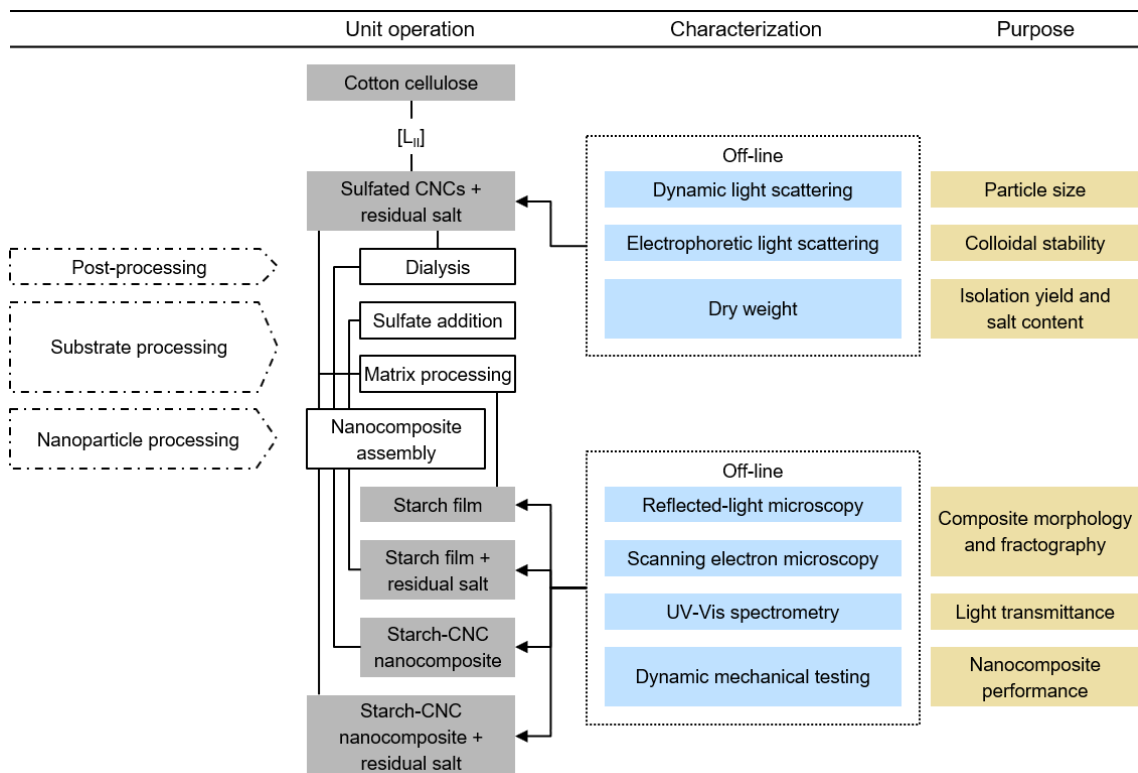 Unit operation
Characterization
Purpose
Cotton cellulose
[L_II]
Sulfated CNCs +
residual salt
Off-line
Dynamic light scattering
Particle size
Electrophoretic light scattering
Colloidal stability
Dry weight
Isolation yield and
salt content
Post-processing
Dialysis
Substrate processing
Sulfate addition
Matrix processing
Nanoparticle processing
Nanocomposite
assembly
Off-line
Starch film
Reflected-light microscopy
Composite morphology
and fractography
Starch film +
residual salt
Scanning electron microscopy
UV-Vis spectrometry
Light transmittance
Starch-CNC
nanocomposite
Dynamic mechanical testing
Nanocomposite
performance
Starch-CNC
nanocomposite +
residual salt